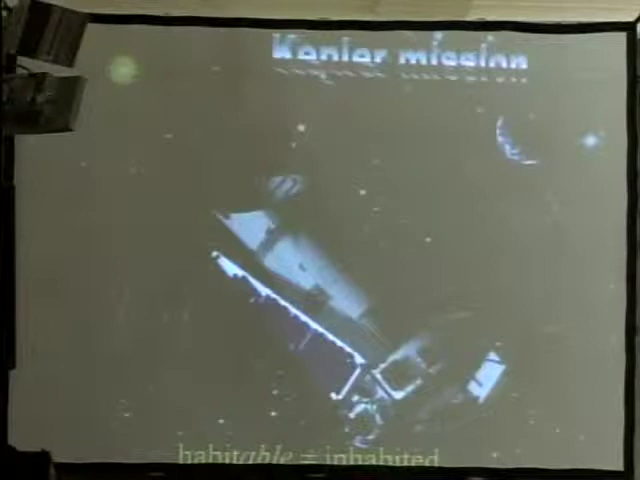 Kepler mission
habitable = inhabited